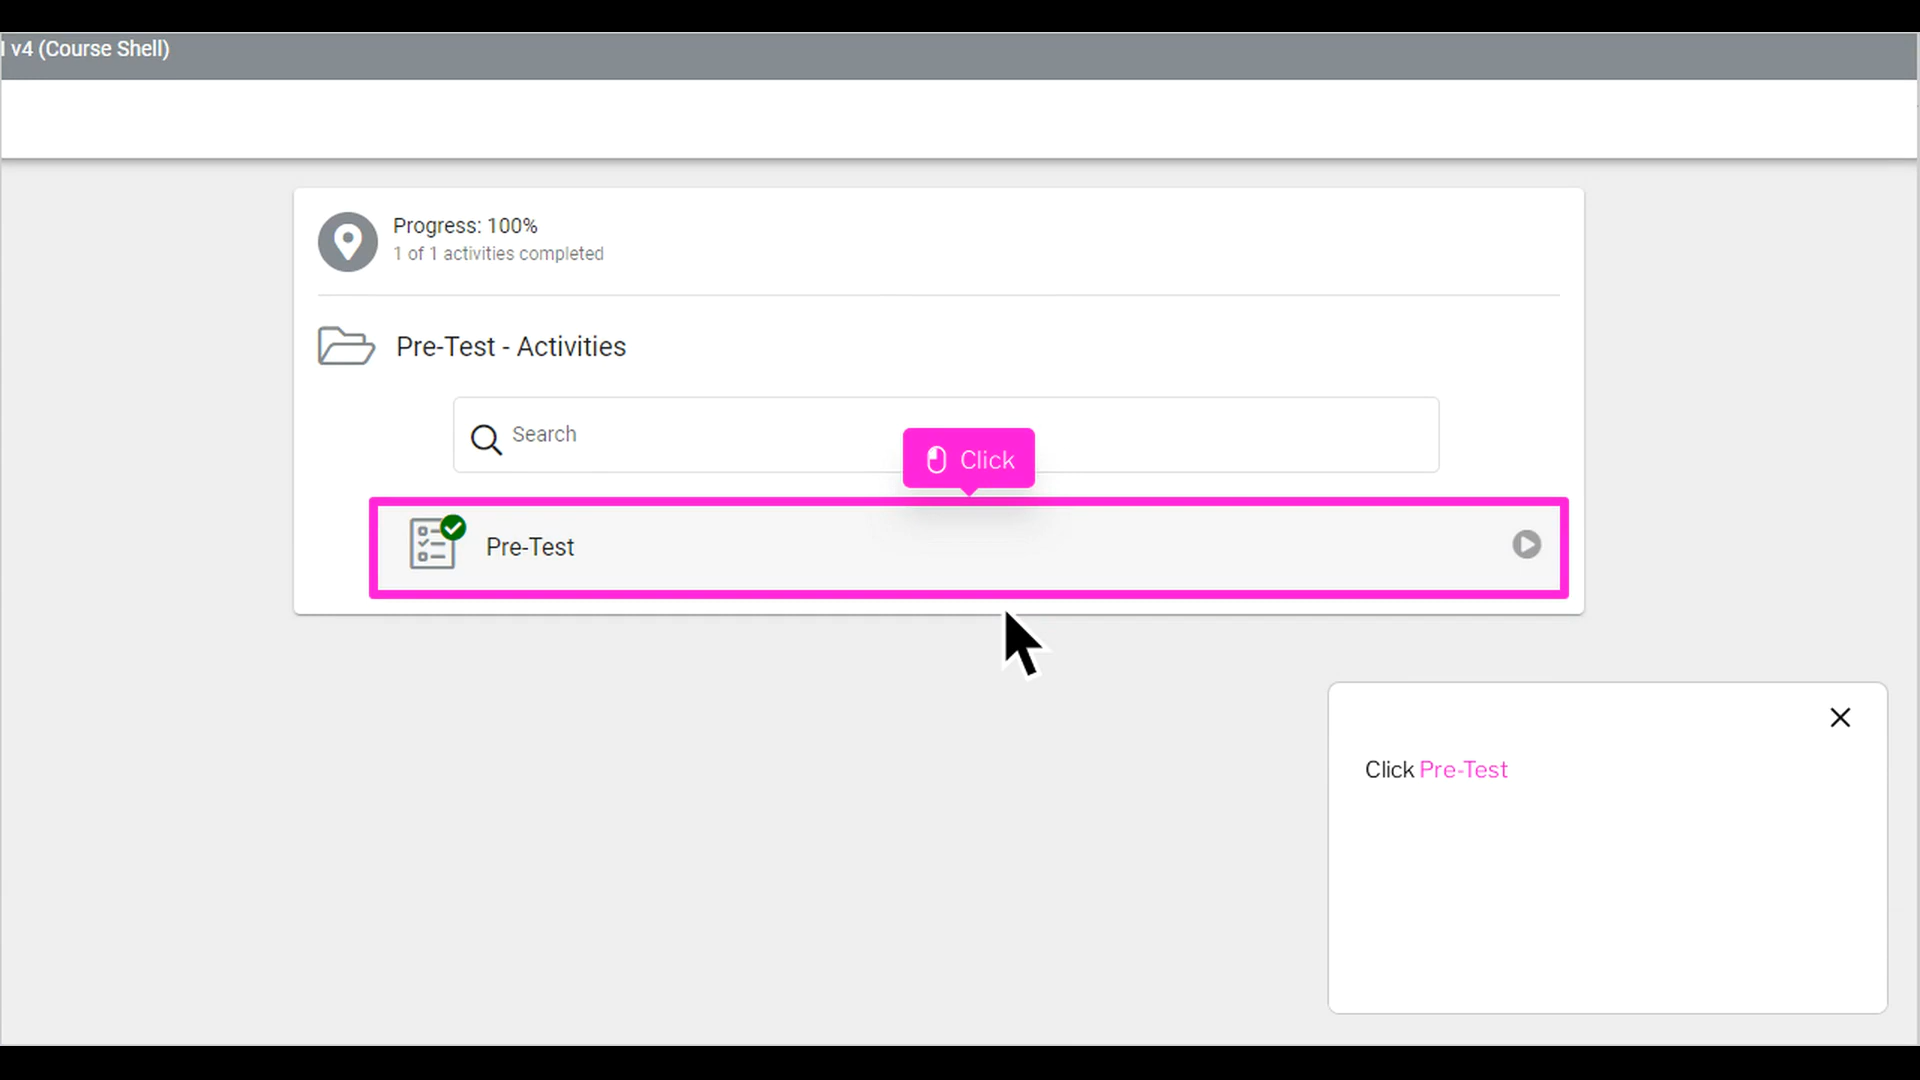 v4 (Course Shell)
Progress: 100%
1 of 1 activities completed
Pre-Test - Activities
Search
Click
Pre-Test
Click Pre-Test